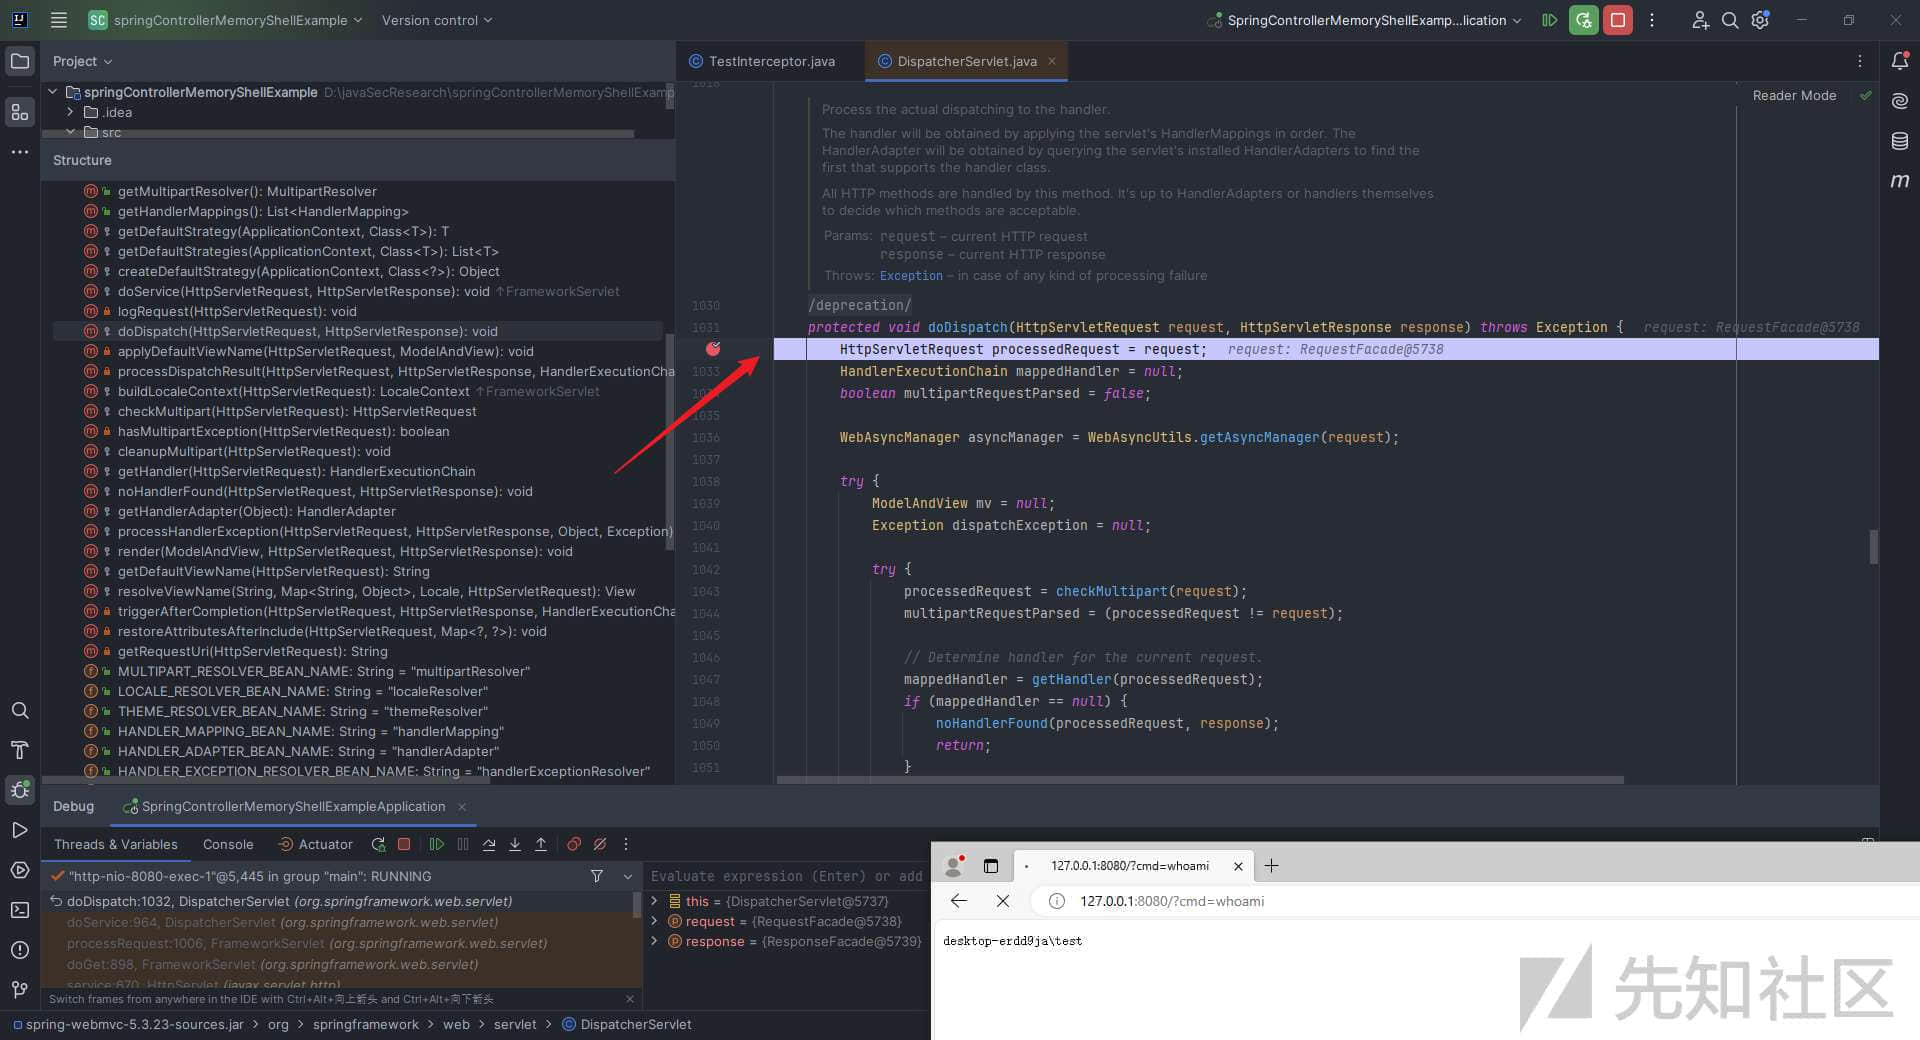 SC springControllerMemoryShellExample Version control SpringControllerMemoryShellExamp...lication
Project
springControllerMemoryShellExample D:\javaSecResearch\springControllerMemoryShellExamp
.idea
src
Structure
getMultipartResolver(): MultipartResolver
getHandlerMappings(): List<HandlerMapping>
getDefaultStrategy(ApplicationContext, Class<T>): T
getDefaultStrategies(ApplicationContext, Class<T>): List<T>
createDefaultStrategy(ApplicationContext, Class<?>): Object
doService(HttpServletRequest, HttpServletResponse): void ↑FrameworkServlet
logRequest(HttpServletRequest): void
doDispatch(HttpServletRequest, HttpServletResponse): void
applyDefaultViewName(HttpServletRequest, ModelAndView): void
processDispatchResult(HttpServletRequest, HttpServletResponse, HandlerExecutionCha
buildLocaleContext(HttpServletRequest): LocaleContext ↑FrameworkServlet
checkMultipart(HttpServletRequest): HttpServletRequest
hasMultipartException(HttpServletRequest): boolean
cleanupMultipart(HttpServletRequest): void
getHandler(HttpServletRequest): HandlerExecutionChain
noHandlerFound(HttpServletRequest, HttpServletResponse): void
getHandlerAdapter(Object): HandlerAdapter
processHandlerException(HttpServletRequest, HttpServletResponse, Object, Exception)
render(ModelAndView, HttpServletRequest, HttpServletResponse): void
getDefaultViewName(HttpServletRequest): String
resolveViewName(String, Map<String, Object>, Locale, HttpServletRequest): View
triggerAfterCompletion(HttpServletRequest, HttpServletResponse, HandlerExecutionCha
restoreAttributesAfterInclude(HttpServletRequest, Map<?, ?>): void
getRequestUri(HttpServletRequest): String
MULTIPART_RESOLVER_BEAN_NAME: String = "multipartResolver"
LOCALE_RESOLVER_BEAN_NAME: String = "localeResolver"
THEME_RESOLVER_BEAN_NAME: String = "themeResolver"
HANDLER_MAPPING_BEAN_NAME: String = "handlerMapping"
HANDLER_ADAPTER_BEAN_NAME: String = "handlerAdapter"
HANDLER_EXCEPTION_RESOLVER_BEAN_NAME: String = "handlerExceptionResolver"
TestInterceptor.java DispatcherServlet.java
Reader Mode
Process the actual dispatching to the handler.
The handler will be obtained by applying the servlet's HandlerMappings in order. The
HandlerAdapter will be obtained by querying the servlet's installed HandlerAdapters to find the
first that supports the handler class.
All HTTP methods are handled by this method. It's up to HandlerAdapters or handlers themselves
to decide which methods are acceptable.
Params: request – current HTTP request
response – current HTTP response
Throws: Exception – in case of any kind of processing failure
1030 /deprecation/
1031 protected void doDispatch(HttpServletRequest request, HttpServletResponse response) throws Exception { request: RequestFacade@5738
HttpServletRequest processedRequest = request; request: RequestFacade@5738
1033 HandlerExecutionChain mappedHandler = null;
boolean multipartRequestParsed = false;
1035
1036 WebAsyncManager asyncManager = WebAsyncUtils.getAsyncManager(request);
1037
1038 try {
1039 ModelAndView mv = null;
1040 Exception dispatchException = null;
1041
1042 try {
1043 processedRequest = checkMultipart(request);
1044 multipartRequestParsed = (processedRequest != request);
1045
1046 // Determine handler for the current request.
1047 mappedHandler = getHandler(processedRequest);
1048 if (mappedHandler == null) {
1049 noHandlerFound(processedRequest, response);
1050 return;
1051 }
Debug SpringControllerMemoryShellExampleApplication
Threads & Variables Console Actuator
"http-nio-8080-exec-1"@5,445 in group "main": RUNNING
doDispatch:1032, DispatcherServlet (org.springframework.web.servlet)
doService:964, DispatcherServlet (org.springframework.web.servlet)
processRequest:1006, FrameworkServlet (org.springframework.web.servlet)
doGet:898, FrameworkServlet (org.springframework.web.servlet)
service:670, HttpServlet (javax.servlet.http)
Switch frames from anywhere in the IDE with Ctrl+Alt+向上箭头 and Ctrl+Alt+向下箭头
Evaluate expression (Enter) or add
this = {DispatcherServlet@5737}
request = {RequestFacade@5738}
response = {ResponseFacade@5739}
spring-webmvc-5.3.23-sources.jar > org > springframework > web > servlet > DispatcherServlet
127.0.0.1:8080/?cmd=whoami
127.0.0.1:8080/?cmd=whoami
desktop-erdd9ja\test
先知社区